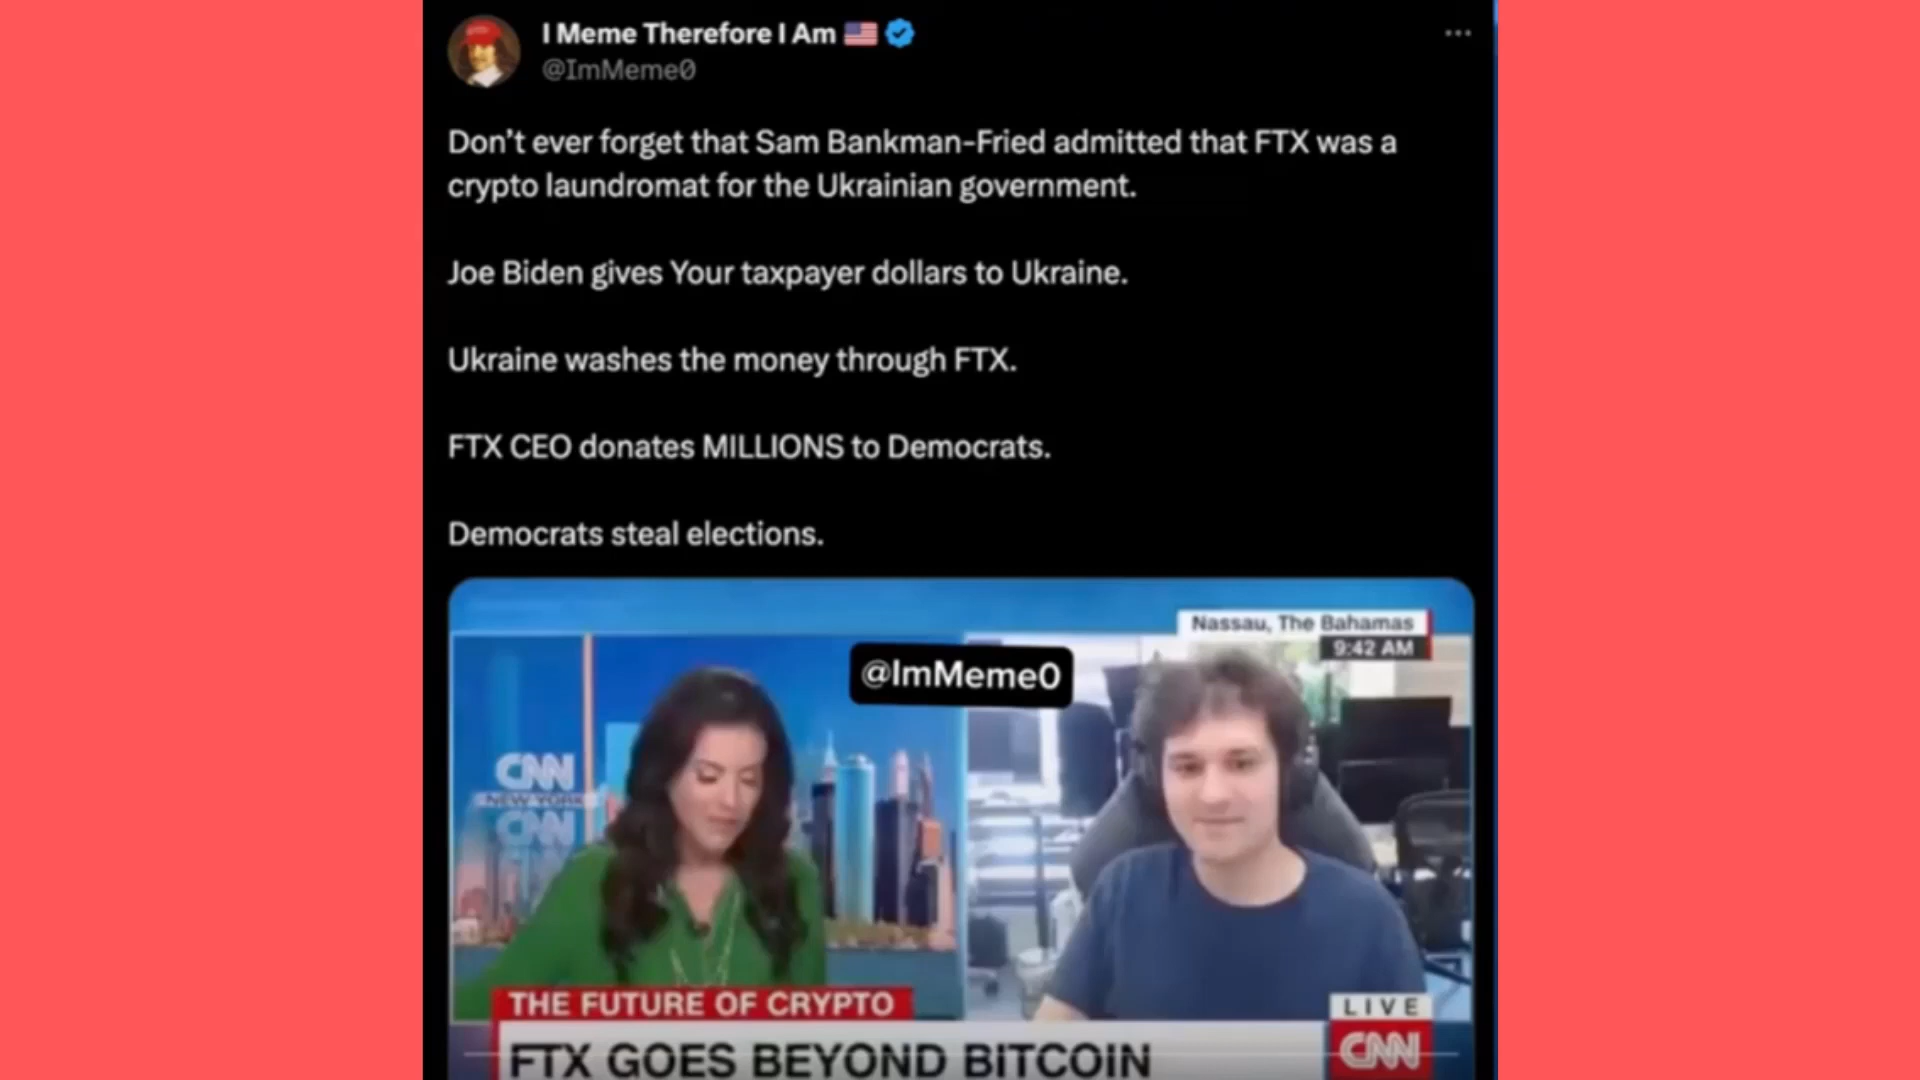 I Meme Therefore I Am
@ImMeme0
Don’t ever forget that Sam Bankman-Fried admitted that FTX was a
crypto laundromat for the Ukrainian government.
Joe Biden gives Your taxpayer dollars to Ukraine.
Ukraine washes the money through FTX.
FTX CEO donates MILLIONS to Democrats.
Democrats steal elections.
Nassau, The Bahamas
9:42 AM
@ImMeme0
CNN
NEW YORK
CNN
THE FUTURE OF CRYPTO
LIVE
FTX GOES BEYOND BITCOIN
CNN